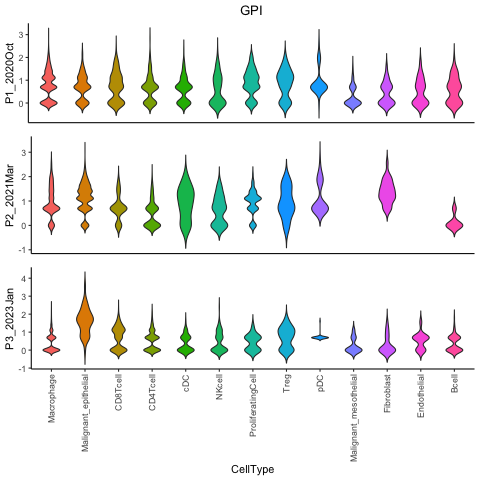 GPI
P1_2020Oct
3
2
1
0
P2_2021Mar
3
2
1
0
-1
P3_2023Jan
4
3
2
1
0
-1
Macrophage
Malignant_epithelial
CD8Tcell
CD4Tcell
cDC
NKcell
ProliferatingCell
Treg
pDC
Malignant_mesothelial
Fibroblast
Endothelial
Bcell
CellType